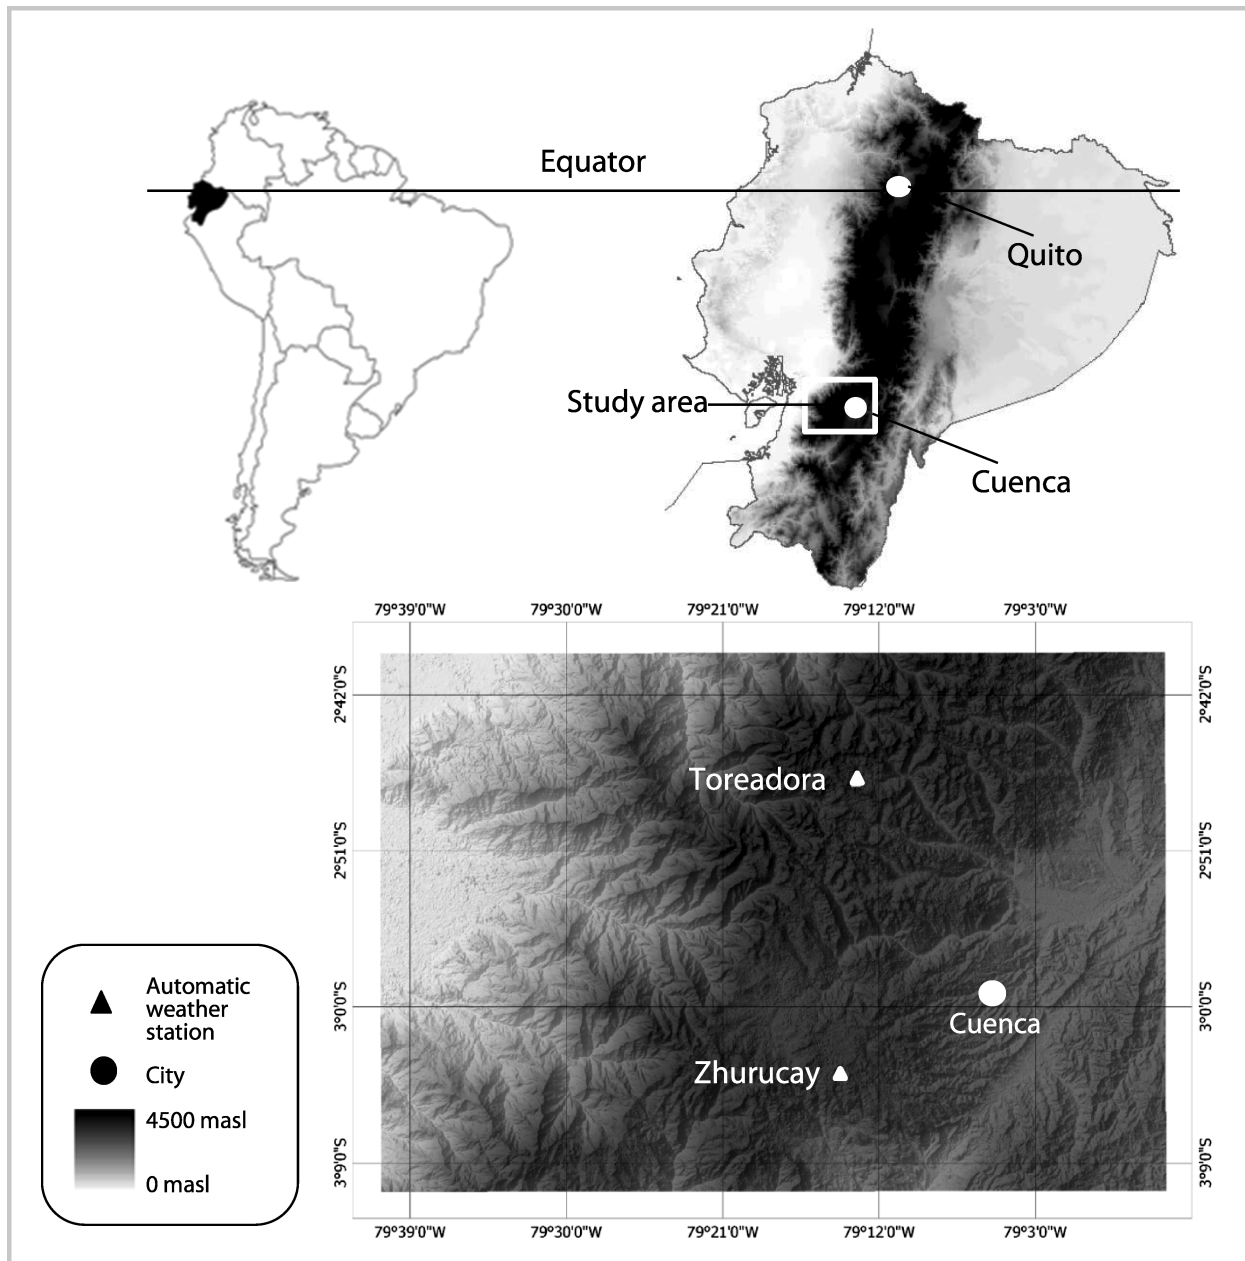 Equator
Quito
Study area
Cuenca
79°39'0"W 79°30'0"W 79°21'0"W 79°12'0"W 79°3'0"W
2°42'0"S 2°42'0"S
Toreadora
2°51'0"S 2°51'0"S
3°0'0"S 3°0'0"S
Cuenca
Zhurucay
3°9'0"S 3°9'0"S
79°39'0"W 79°30'0"W 79°21'0"W 79°12'0"W 79°3'0"W
Automatic
weather
station
City
4500 masl
0 masl